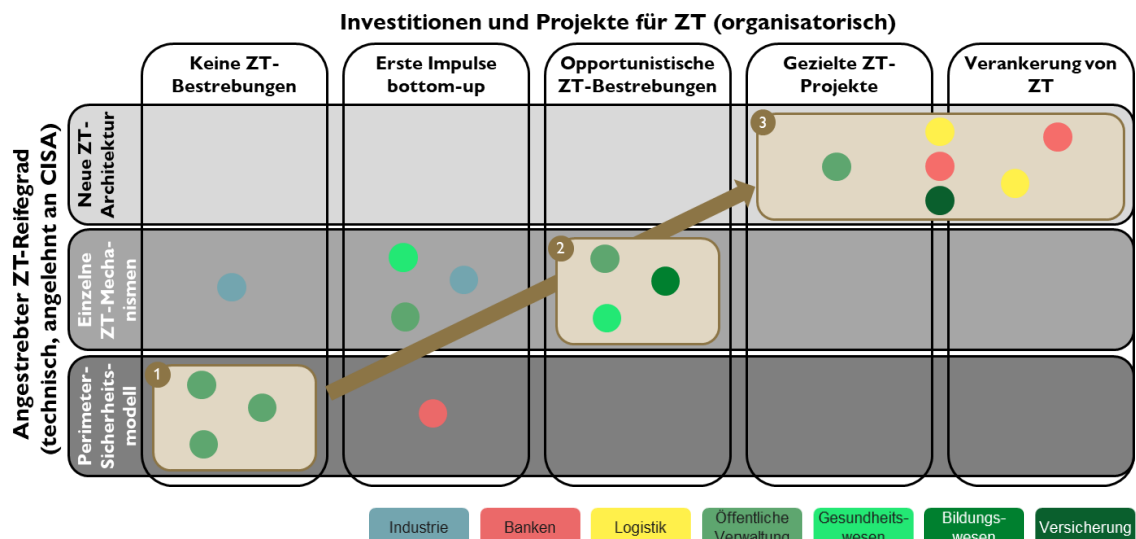 Investitionen und Projekte für ZT (organisatorisch)
Keine ZT-
Bestrebungen
Erste Impulse
bottom-up
Opportunistische
ZT-Bestrebungen
Gezielte ZT-
Projekte
Verankerung von
ZT
Angestrebter ZT-Reifegrad
(technisch, angelehnt an CISA)
Neue ZT-
Architektur
3
Einzelne
ZT-Mecha-
nismen
2
Perimeter-
Sicherheits-
modell
1
Industrie
Banken
Logistik
Öffentliche
Verwaltung
Gesundheits-
wesen
Bildungs-
wesen
Versicherung